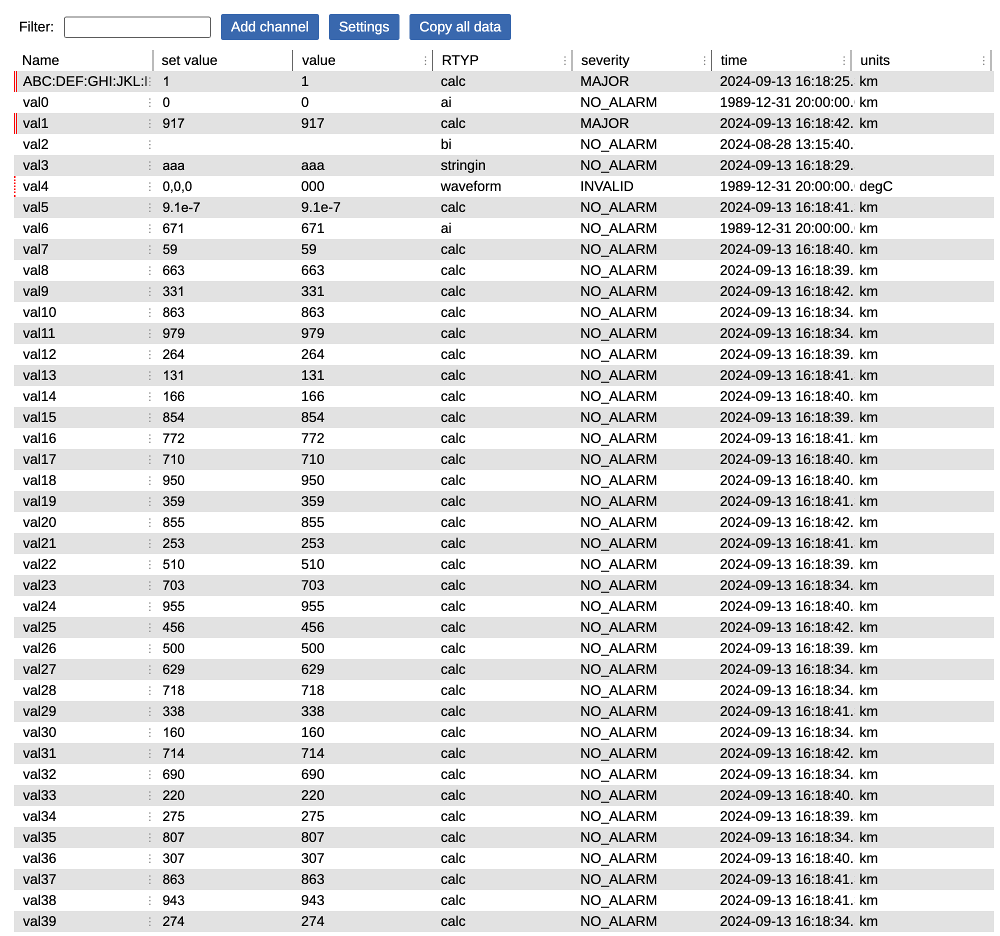 Filter: Add channel Settings Copy all data
Name set value value RTYP severity time units
ABC:DEF:GHI:JKL: 1 1 calc MAJOR 2024-09-13 16:18:25. km
val0 0 0 ai NO_ALARM 1989-12-31 20:00:00. km
val1 917 917 calc MAJOR 2024-09-13 16:18:42. km
val2 bi NO_ALARM 2024-08-28 13:15:40.
val3 aaa aaa stringin NO_ALARM 2024-09-13 16:18:29.
val4 0,0,0 000 waveform INVALID 1989-12-31 20:00:00. degC
val5 9.1e-7 9.1e-7 calc NO_ALARM 2024-09-13 16:18:41. km
val6 671 671 ai NO_ALARM 1989-12-31 20:00:00. km
val7 59 59 calc NO_ALARM 2024-09-13 16:18:40. km
val8 663 663 calc NO_ALARM 2024-09-13 16:18:39. km
val9 331 331 calc NO_ALARM 2024-09-13 16:18:42. km
val10 863 863 calc NO_ALARM 2024-09-13 16:18:34. km
val11 979 979 calc NO_ALARM 2024-09-13 16:18:34. km
val12 264 264 calc NO_ALARM 2024-09-13 16:18:39. km
val13 131 131 calc NO_ALARM 2024-09-13 16:18:41. km
val14 166 166 calc NO_ALARM 2024-09-13 16:18:40. km
val15 854 854 calc NO_ALARM 2024-09-13 16:18:39. km
val16 772 772 calc NO_ALARM 2024-09-13 16:18:41. km
val17 710 710 calc NO_ALARM 2024-09-13 16:18:40. km
val18 950 950 calc NO_ALARM 2024-09-13 16:18:40. km
val19 359 359 calc NO_ALARM 2024-09-13 16:18:41. km
val20 855 855 calc NO_ALARM 2024-09-13 16:18:42. km
val21 253 253 calc NO_ALARM 2024-09-13 16:18:41. km
val22 510 510 calc NO_ALARM 2024-09-13 16:18:39. km
val23 703 703 calc NO_ALARM 2024-09-13 16:18:34. km
val24 955 955 calc NO_ALARM 2024-09-13 16:18:40. km
val25 456 456 calc NO_ALARM 2024-09-13 16:18:42. km
val26 500 500 calc NO_ALARM 2024-09-13 16:18:39. km
val27 629 629 calc NO_ALARM 2024-09-13 16:18:34. km
val28 718 718 calc NO_ALARM 2024-09-13 16:18:34. km
val29 338 338 calc NO_ALARM 2024-09-13 16:18:41. km
val30 160 160 calc NO_ALARM 2024-09-13 16:18:34. km
val31 714 714 calc NO_ALARM 2024-09-13 16:18:42. km
val32 690 690 calc NO_ALARM 2024-09-13 16:18:34. km
val33 220 220 calc NO_ALARM 2024-09-13 16:18:40. km
val34 275 275 calc NO_ALARM 2024-09-13 16:18:39. km
val35 807 807 calc NO_ALARM 2024-09-13 16:18:34. km
val36 307 307 calc NO_ALARM 2024-09-13 16:18:40. km
val37 863 863 calc NO_ALARM 2024-09-13 16:18:41. km
val38 943 943 calc NO_ALARM 2024-09-13 16:18:41. km
val39 274 274 calc NO_ALARM 2024-09-13 16:18:34. km